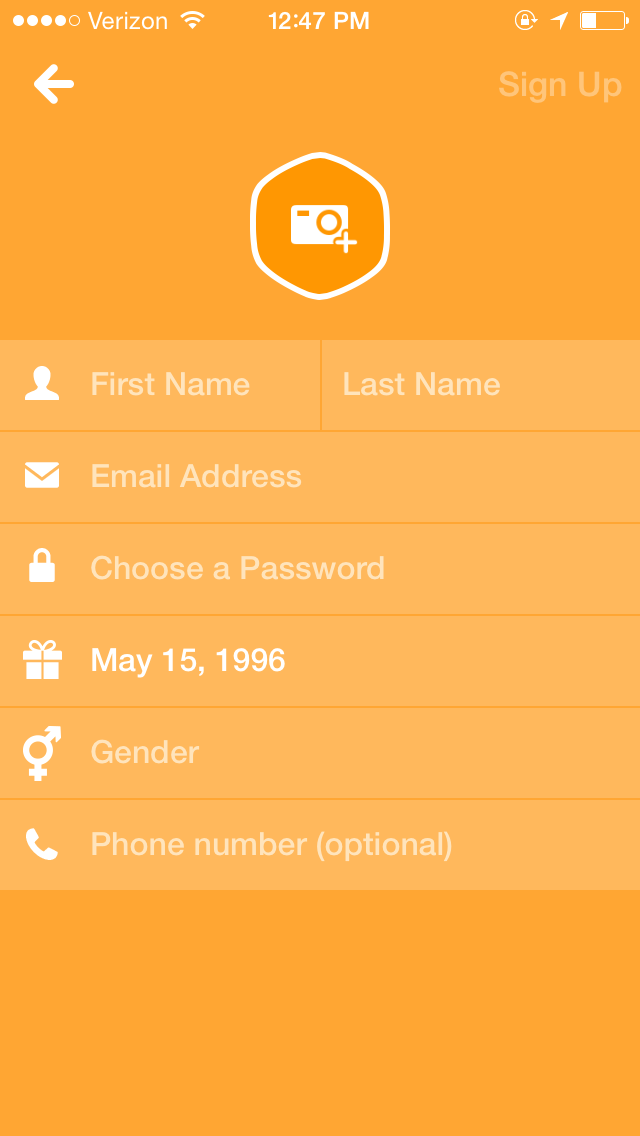 Verizon 12:47 PM
Sign Up
First Name Last Name
Email Address
Choose a Password
May 15, 1996
Gender
Phone number (optional)